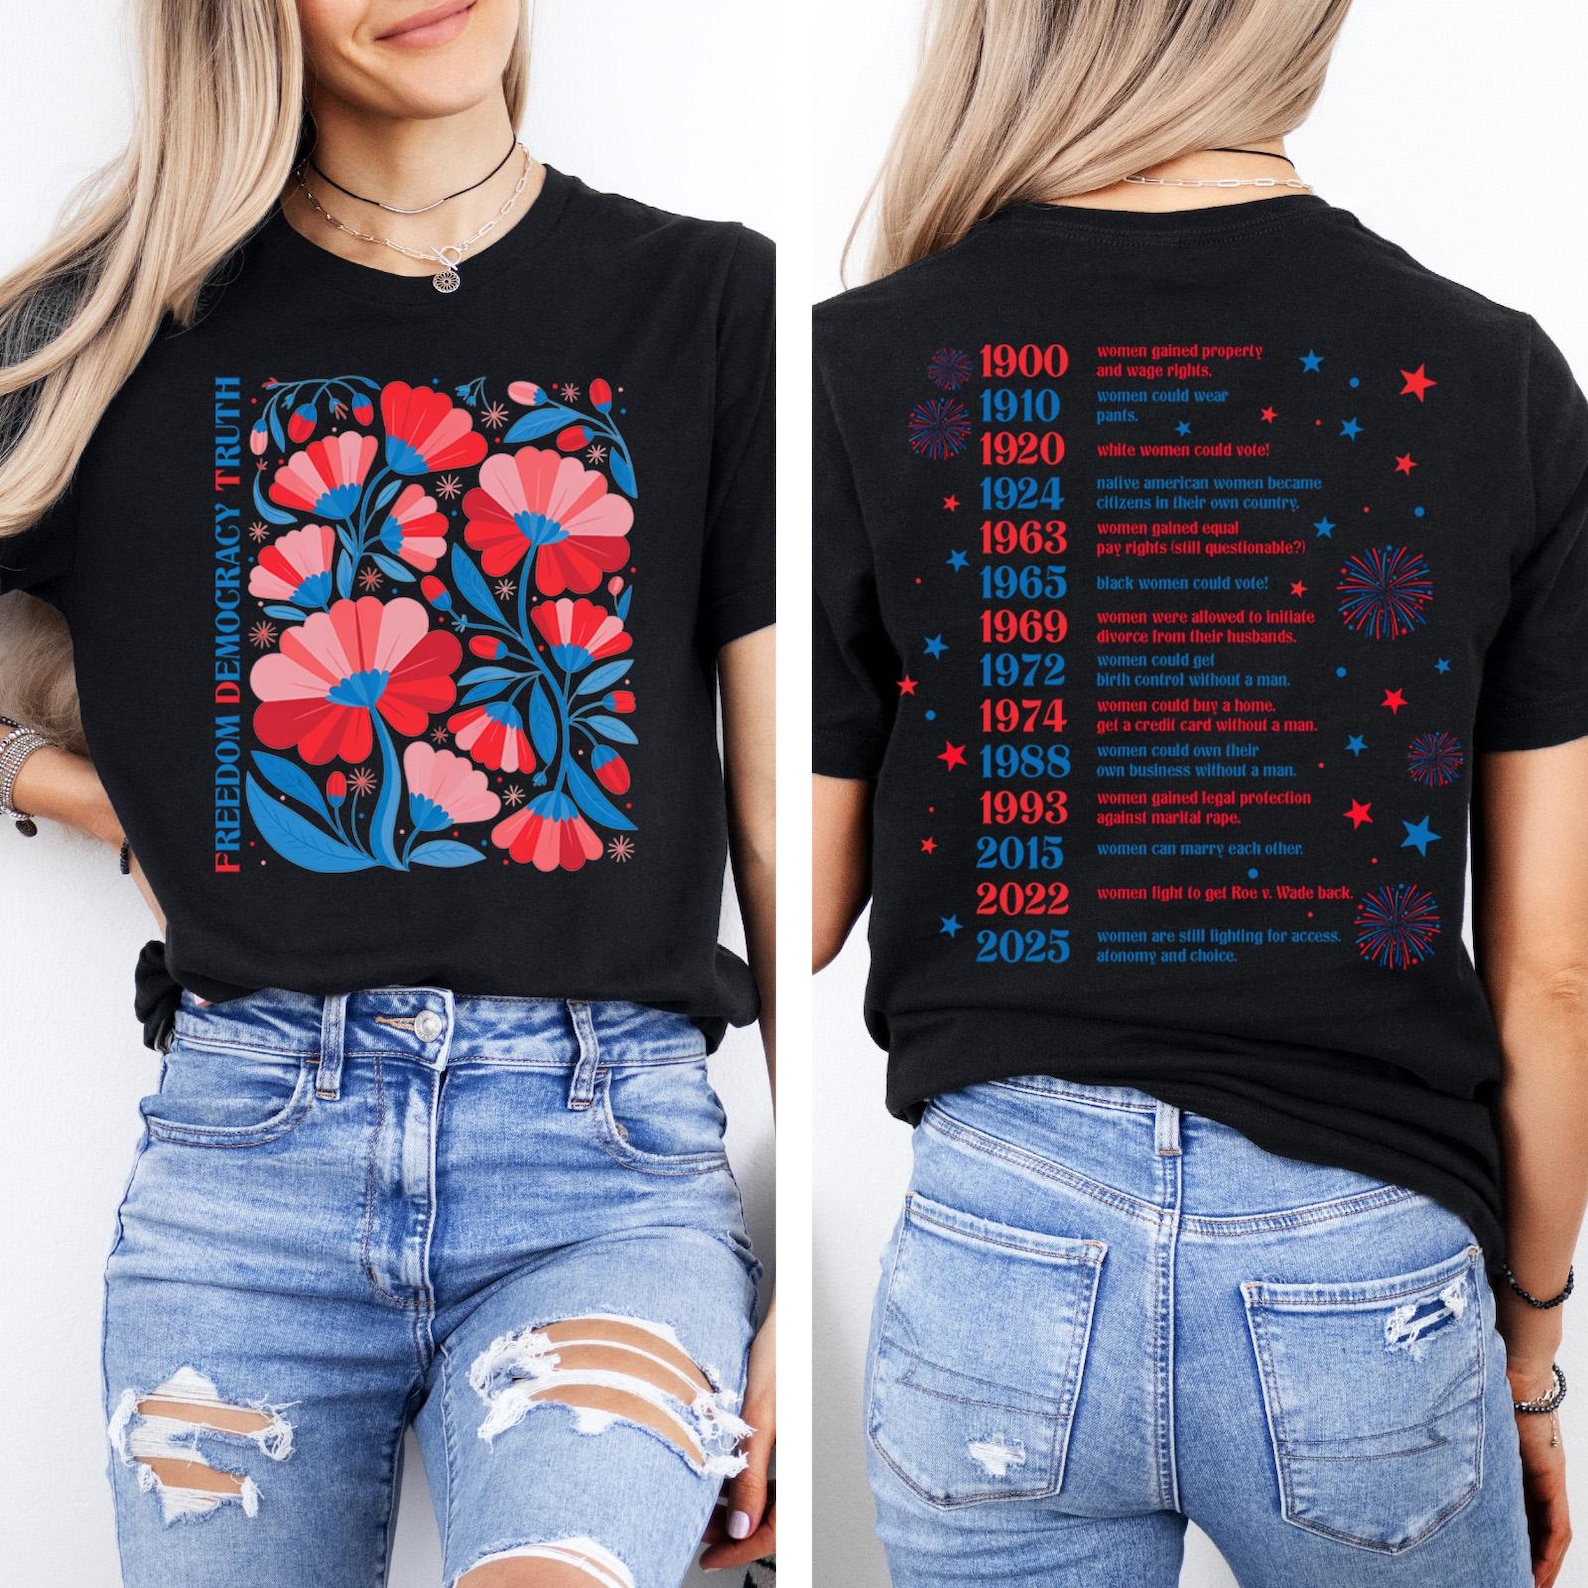 FREEDOM DEMOCRACY TRUTH
1900 women gained property
and wage rights.
1910 women could wear
pants.
1920 white women could vote!
1924 native american women became
citizens in their own country.
1963 women gained equal
pay rights (still questionable?)
1965 black women could vote!
1969 women were allowed to initiate
divorce from their husbands.
1972 women could get
birth control without a man.
1974 women could buy a home.
get a credit card without a man.
1988 women could own their
own business without a man.
1993 women gained legal protection
against marital rape.
2015 women can marry each other.
2022 women fight to get Roe v. Wade back.
2025 women are still fighting for access.
atonomy and choice.